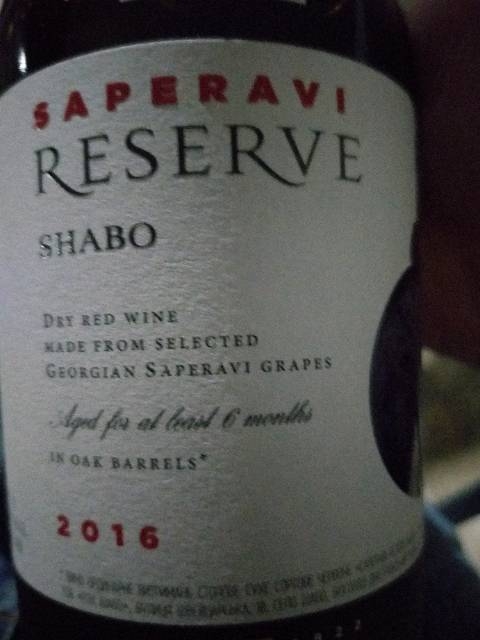 SAPERAVI
RESERVE
SHABO
DRY RED WINE
MADE FROM SELECTED
GEORGIAN SAPERAVI GRAPES
Aged for at least 6 months
IN OAK BARRELS*
2016